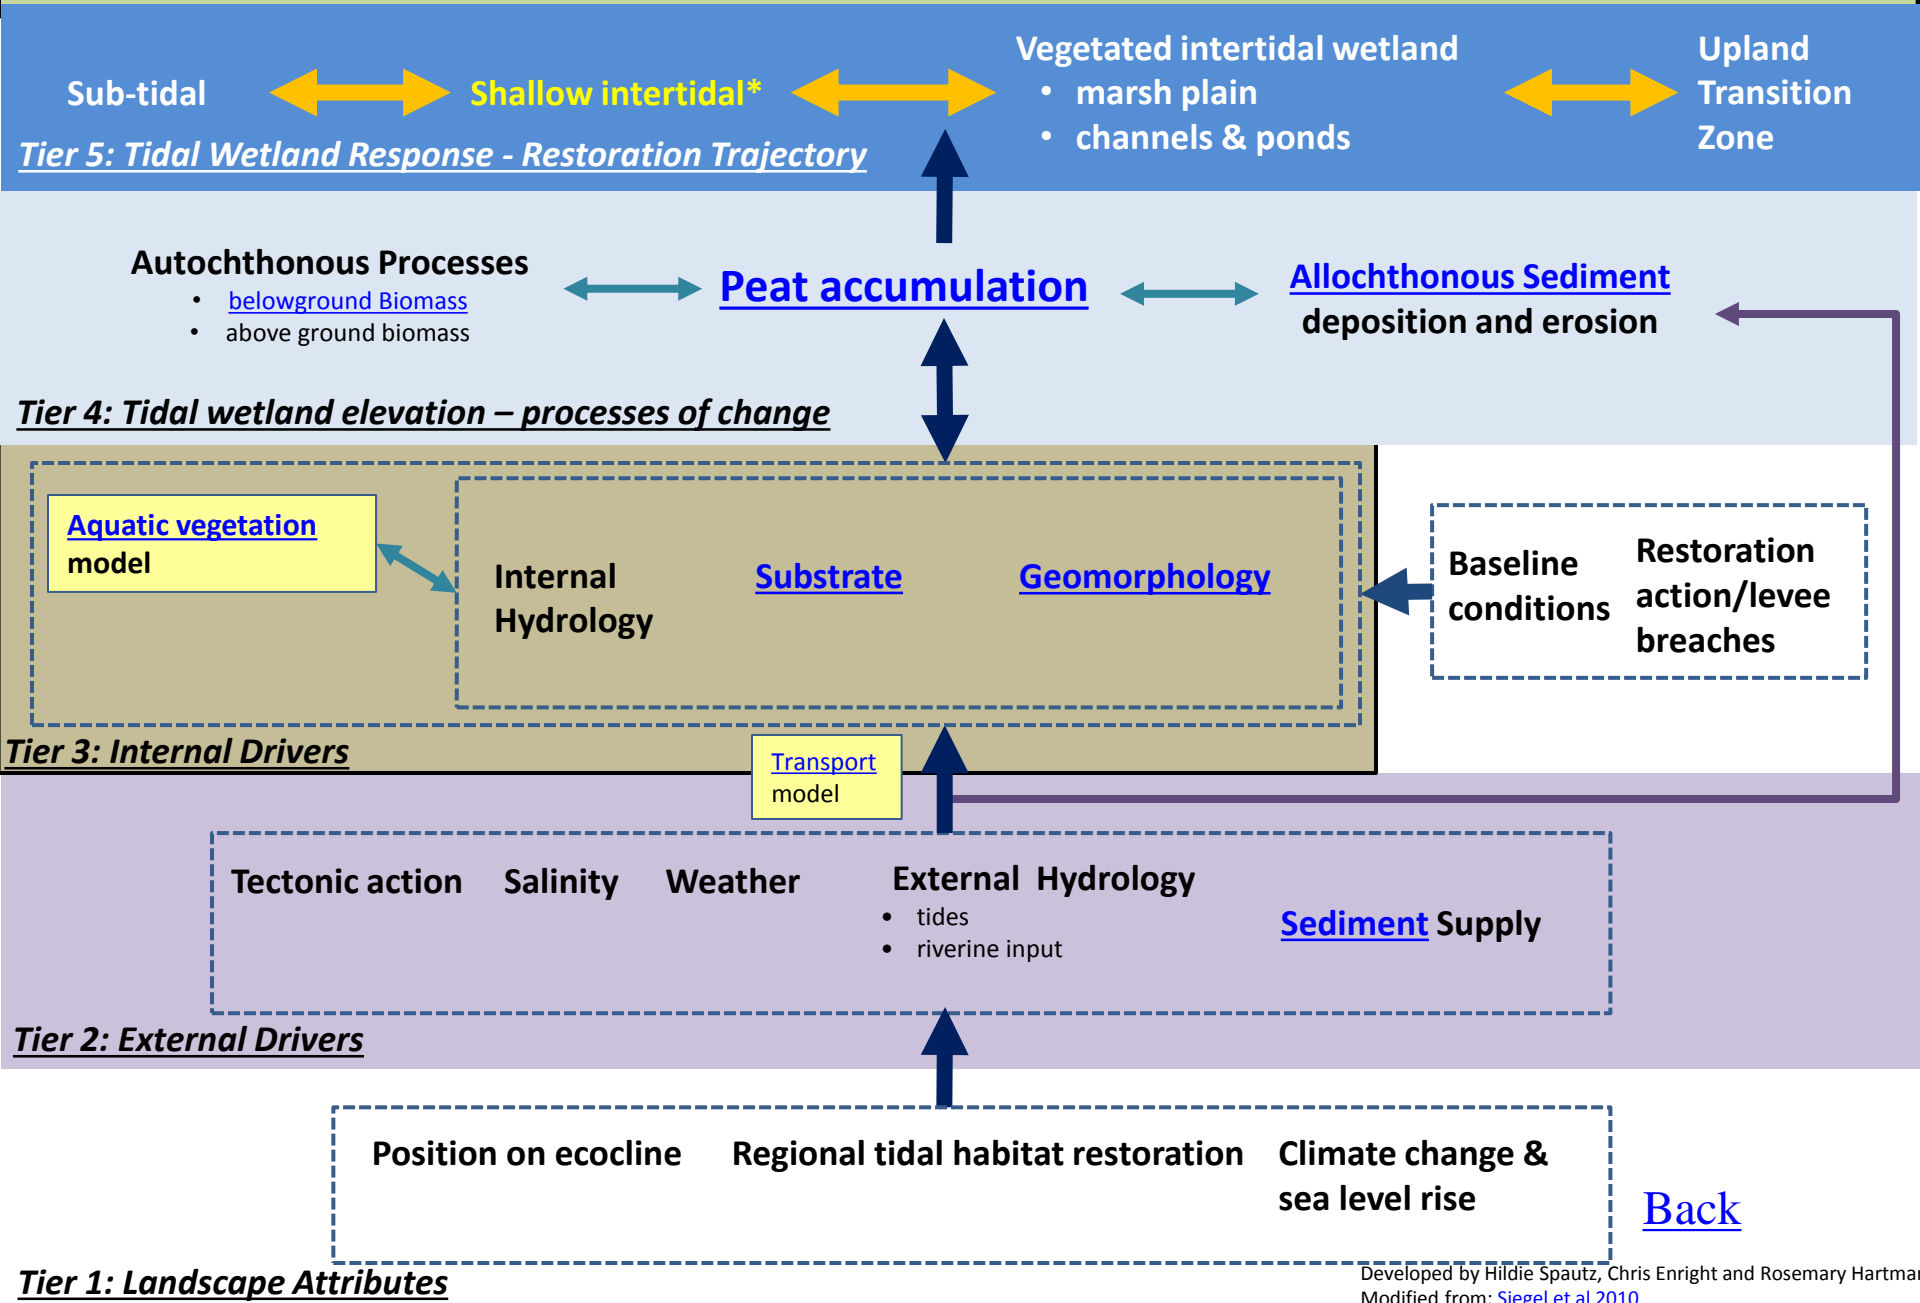 Sub-tidal
Shallow intertidal*
Vegetated intertidal wetland
• marsh plain
• channels & ponds
Upland
Transition
Zone
Tier 5: Tidal Wetland Response - Restoration Trajectory
Autochthonous Processes
• belowground Biomass
• above ground biomass
Peat accumulation
Allochthonous Sediment
deposition and erosion
Tier 4: Tidal wetland elevation – processes of change
Aquatic vegetation
model
Internal
Hydrology
Substrate
Geomorphology
Baseline
conditions
Restoration
action/levee
breaches
Tier 3: Internal Drivers
Transport
model
Tectonic action
Salinity
Weather
External Hydrology
• tides
• riverine input
Sediment Supply
Tier 2: External Drivers
Position on ecocline
Regional tidal habitat restoration
Climate change &
sea level rise
Back
Tier 1: Landscape Attributes
Developed by Hildie Spautz, Chris Enright and Rosemary Hartman
Modified from: Siegel et al 2010